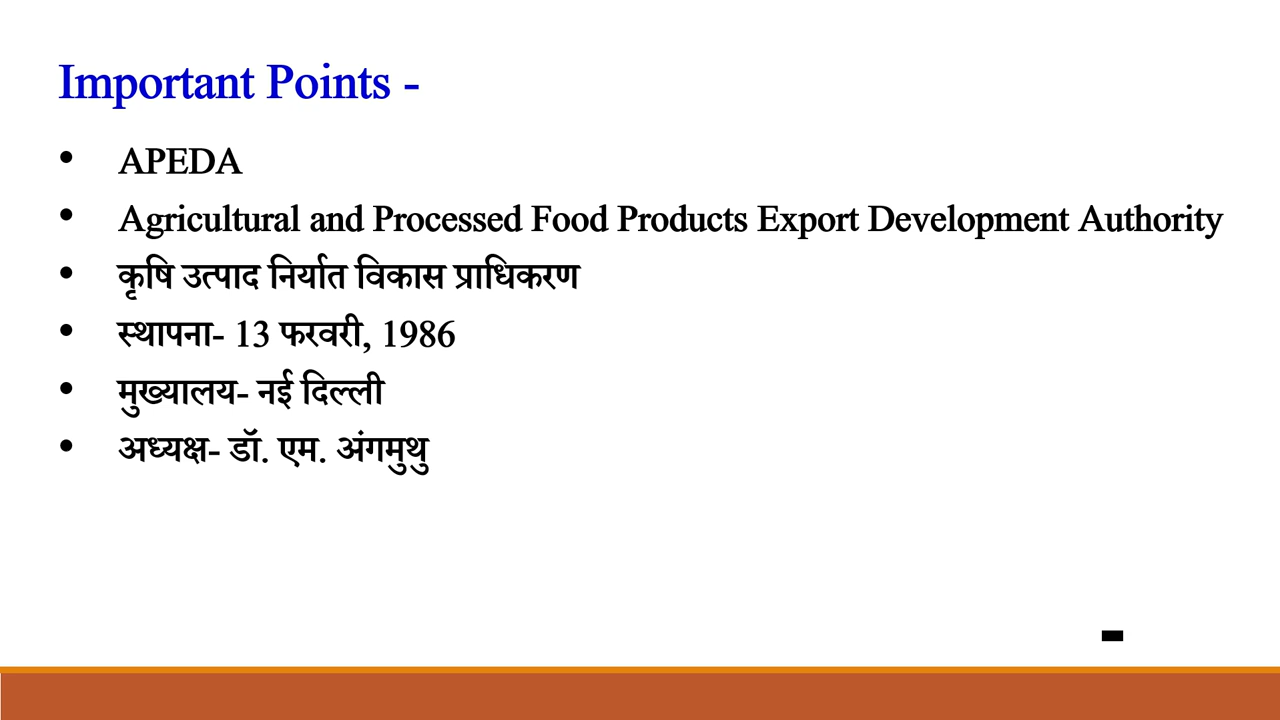 Important Points -
• APEDA
• Agricultural and Processed Food Products Export Development Authority
• कृषि उत्पाद निर्यात विकास प्राधिकरण
• स्थापना- 13 फरवरी, 1986
• मुख्यालय- नई दिल्ली
• अध्यक्ष- डॉ. एम. अंगमुथु